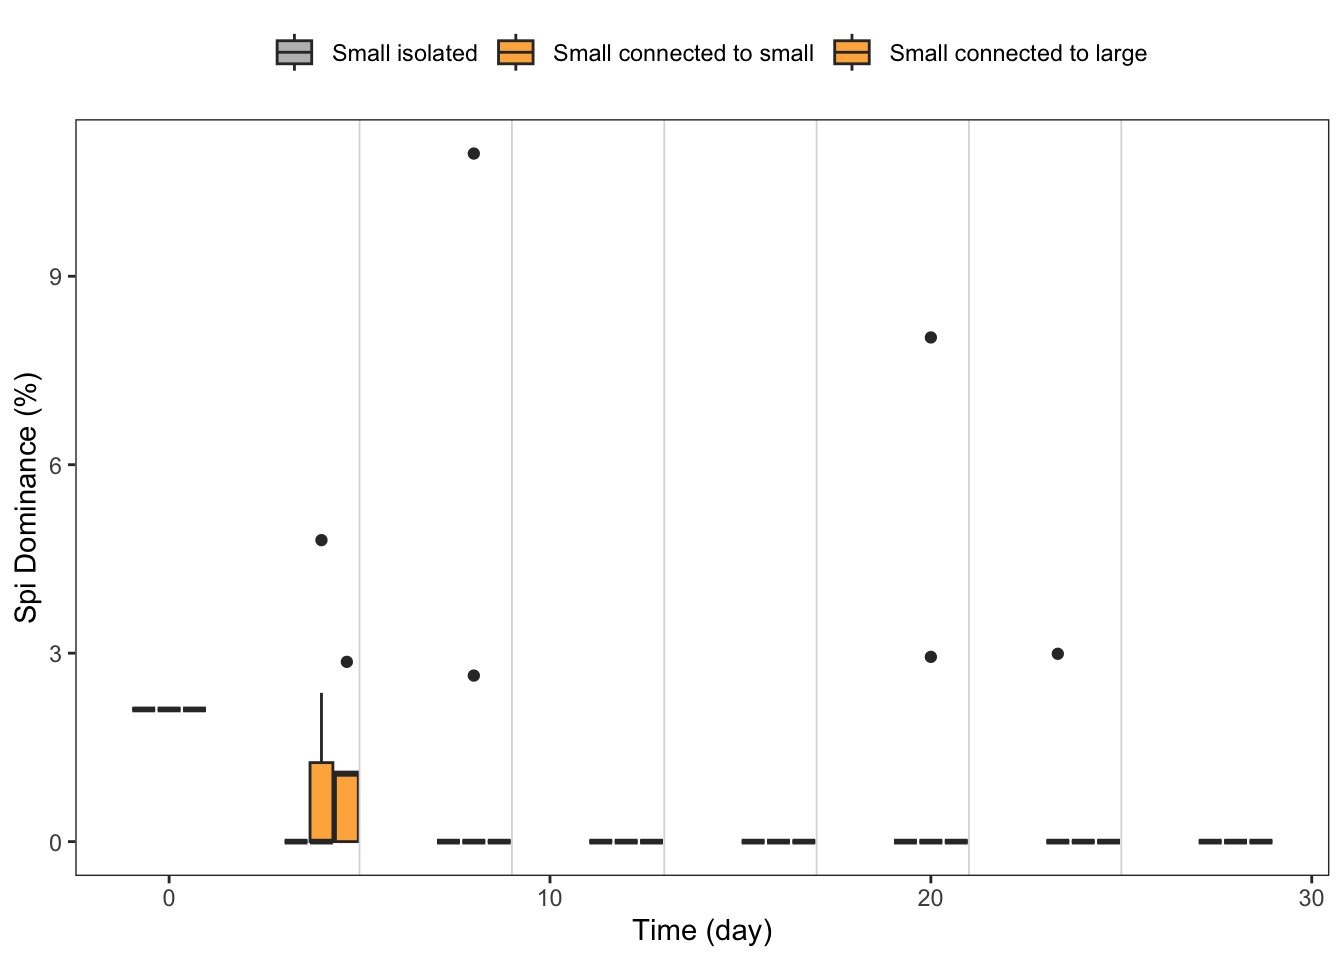 Small isolated Small connected to small Small connected to large
9
6
3
0
0 10 20 30
Spi Dominance (%)
Time (day)